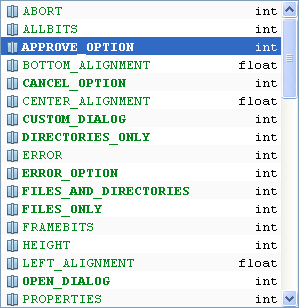 ABORT int
ALLBITS int
APPROVE_OPTION int
BOTTOM_ALIGNMENT float
CANCEL_OPTION int
CENTER_ALIGNMENT float
CUSTOM_DIALOG int
DIRECTORIES_ONLY int
ERROR int
ERROR_OPTION int
FILES_AND_DIRECTORIES int
FILES_ONLY int
FRAMEBITS int
HEIGHT int
LEFT_ALIGNMENT float
OPEN_DIALOG int
PROPERTIES int